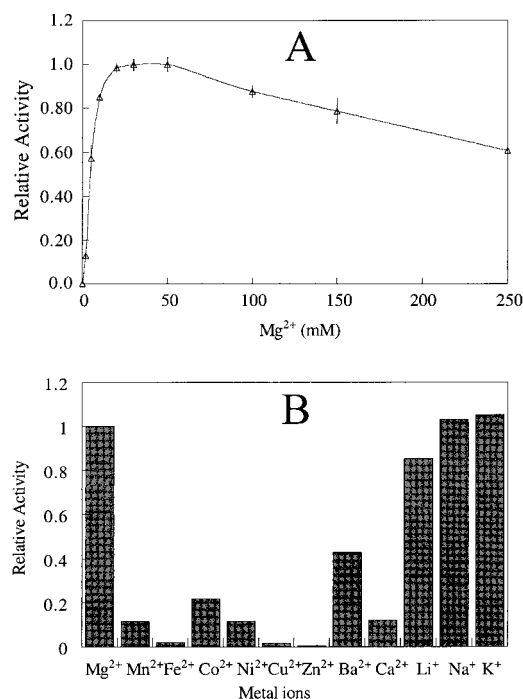 A
1.2
1.0
0.80
0.60
0.40
0.20
0.0
Relative Activity
0 50 100 150 200 250
Mg²⁺ (mM)
B
1.2
1
0.8
0.6
0.4
0.2
0
Relative Activity
Mg²⁺ Mn²⁺ Fe²⁺ Co²⁺ Ni²⁺ Cu²⁺ Zn²⁺ Ba²⁺ Ca²⁺ Li⁺ Na⁺ K⁺
Metal ions